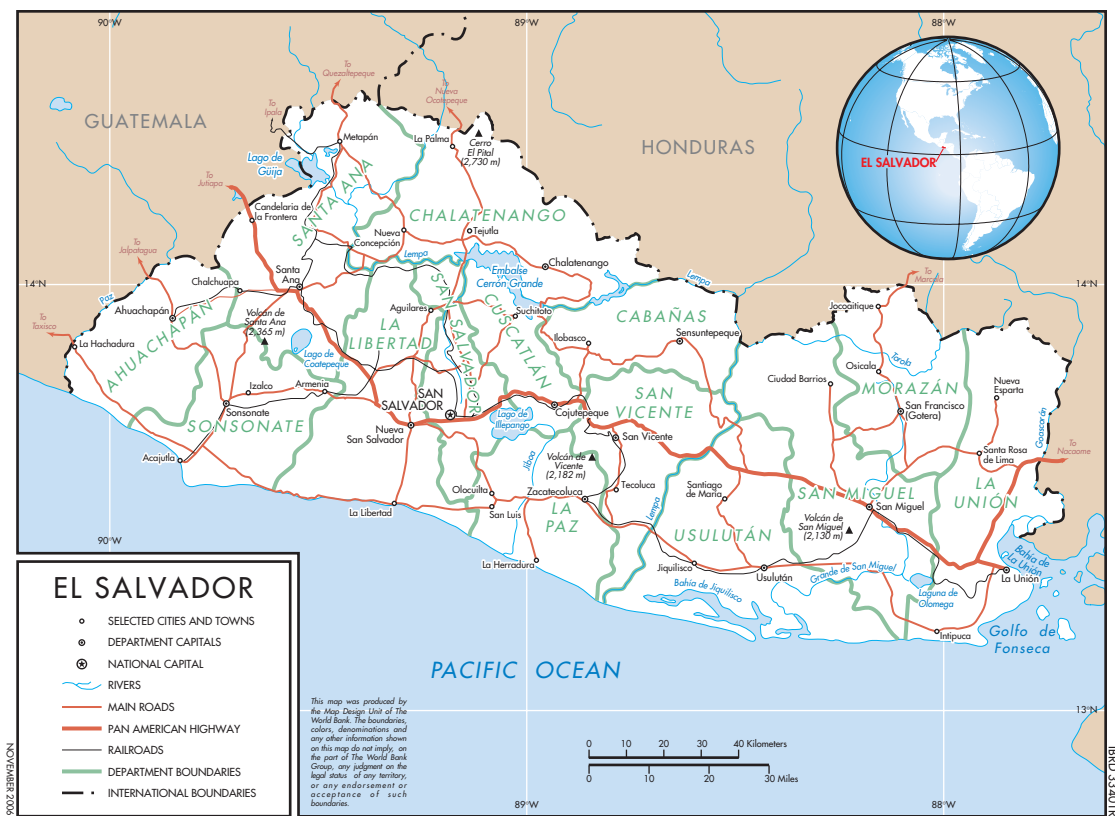 90°W
89°W
88°W
To
Quezaltepeque
To
Nueva
Ocotepeque
To
Ipala
GUATEMALA
Metapán
La Pálma
Cerro
El Pital
(2,730 m)
HONDURAS
EL SALVADOR
Lago de
Güija
To
Jutiapa
SANTA ANA
Candelaria de
la Frontera
CHALATENANGO
Nueva
Concepción
Tejutla
To
Jalpatagua
Lempa
Embalse
Cerrón Grande
Chalatenango
Lempa
To
Marcala
14°N
14°N
Santa
Ana
Chalchuapa
Paz
Ahuachapán
Volcán de
Santa Ana
(2,365 m)
Aguilares
SAN SALVADOR
CUSCATLÁN
Suchitoto
CABAÑAS
Jocoaitique
To
Taxisco
La Hachadura
AHUACHAPÁN
LA
LIBERTAD
Lago de
Coatepeque
Ilobasco
Sensuntepeque
Torola
Osicala
Ciudad Barrios
MORAZÁN
Nueva
Esparta
Izalco
Armenia
SAN
SALVADOR
SAN
VICENTE
San Francisco
(Gotera)
Goascarán
Sonsonate
SONSONATE
Nueva
San Salvador
Lago de
Illepango
Cojutepeque
San Vicente
To
Nacaome
Acajutla
Jiboa
Volcán de
Vicente
(2,182 m)
Santa Rosa
de Lima
Olocuilta
Zacatecoluca
Tecoluca
Santiago
de María
SAN MIGUEL
LA
UNIÓN
La Libertad
San Luis
LA
PAZ
Lempa
USULUTÁN
Volcán de
San Miguel
(2,130 m)
San Miguel
90°W
La Herradura
Jiquilisco
Usulután
Grande de San Miguel
Bahía de
La Unión
La Unión
Bahía de Jiquilisco
Laguna de
Olomega
Intipuca
Golfo de
Fonseca
PACIFIC OCEAN
13°N
EL SALVADOR
SELECTED CITIES AND TOWNS
DEPARTMENT CAPITALS
NATIONAL CAPITAL
RIVERS
MAIN ROADS
PAN AMERICAN HIGHWAY
RAILROADS
DEPARTMENT BOUNDARIES
INTERNATIONAL BOUNDARIES
This map was produced by
the Map Design Unit of The
World Bank. The boundaries,
colors, denominations and
any other information shown
on this map do not imply, on
the part of The World Bank
Group, any judgment on the
legal status of any territory,
or any endorsement or
acceptance of such
boundaries.
0 10 20 30 40 Kilometers
0 10 20 30 Miles
89°W
88°W
NOVEMBER 2006